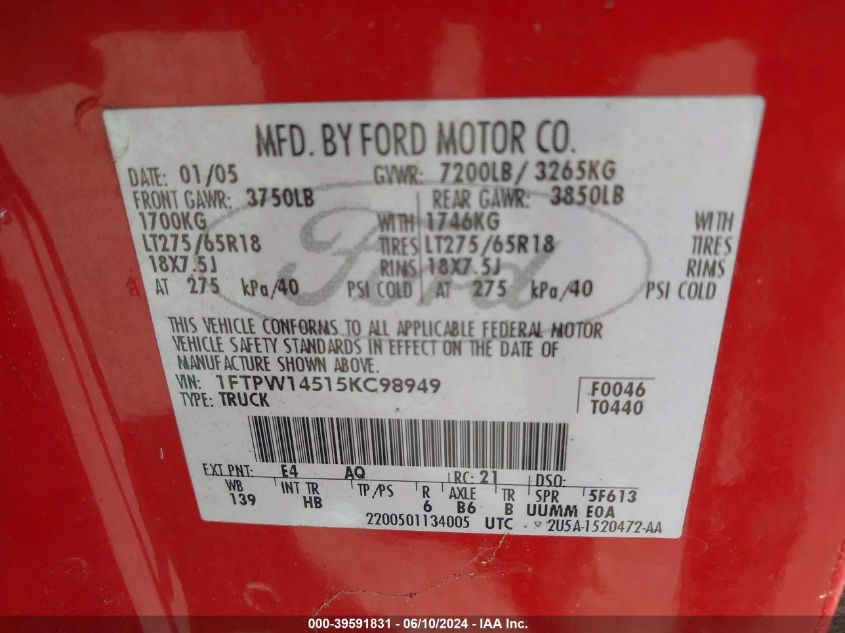 MFD. BY FORD MOTOR CO.
DATE: 01/05 GVWR: 7200LB/ 3265KG
FRONT GAWR: 3750LB REAR GAWR: 3850LB
1700KG WITH 1746KG WITH
LT275/65R18 TIRES LT275/65R18 TIRES
18X7.5J RIMS 18X7.5J RIMS
AT 275 kPa/40 PSI COLD AT 275 kPa/40 PSI COLD
Ford
THIS VEHICLE CONFORMS TO ALL APPLICABLE FEDERAL MOTOR
VEHICLE SAFETY STANDARDS IN EFFECT ON THE DATE OF
MANUFACTURE SHOWN ABOVE.
VIN: 1FTPW14515KC98949 F0046
TYPE: TRUCK T0440
EXT PNT: E4 AQ RC: 21 DSO:
WB INT TR TP/PS R AXLE TR SPR 5F613
139 HB 6 B6 B UUMM E0A
2200501134005 UTC ▽ 2U5A-1520472-AA
000-39591831 - 06/10/2024 - IAA Inc.